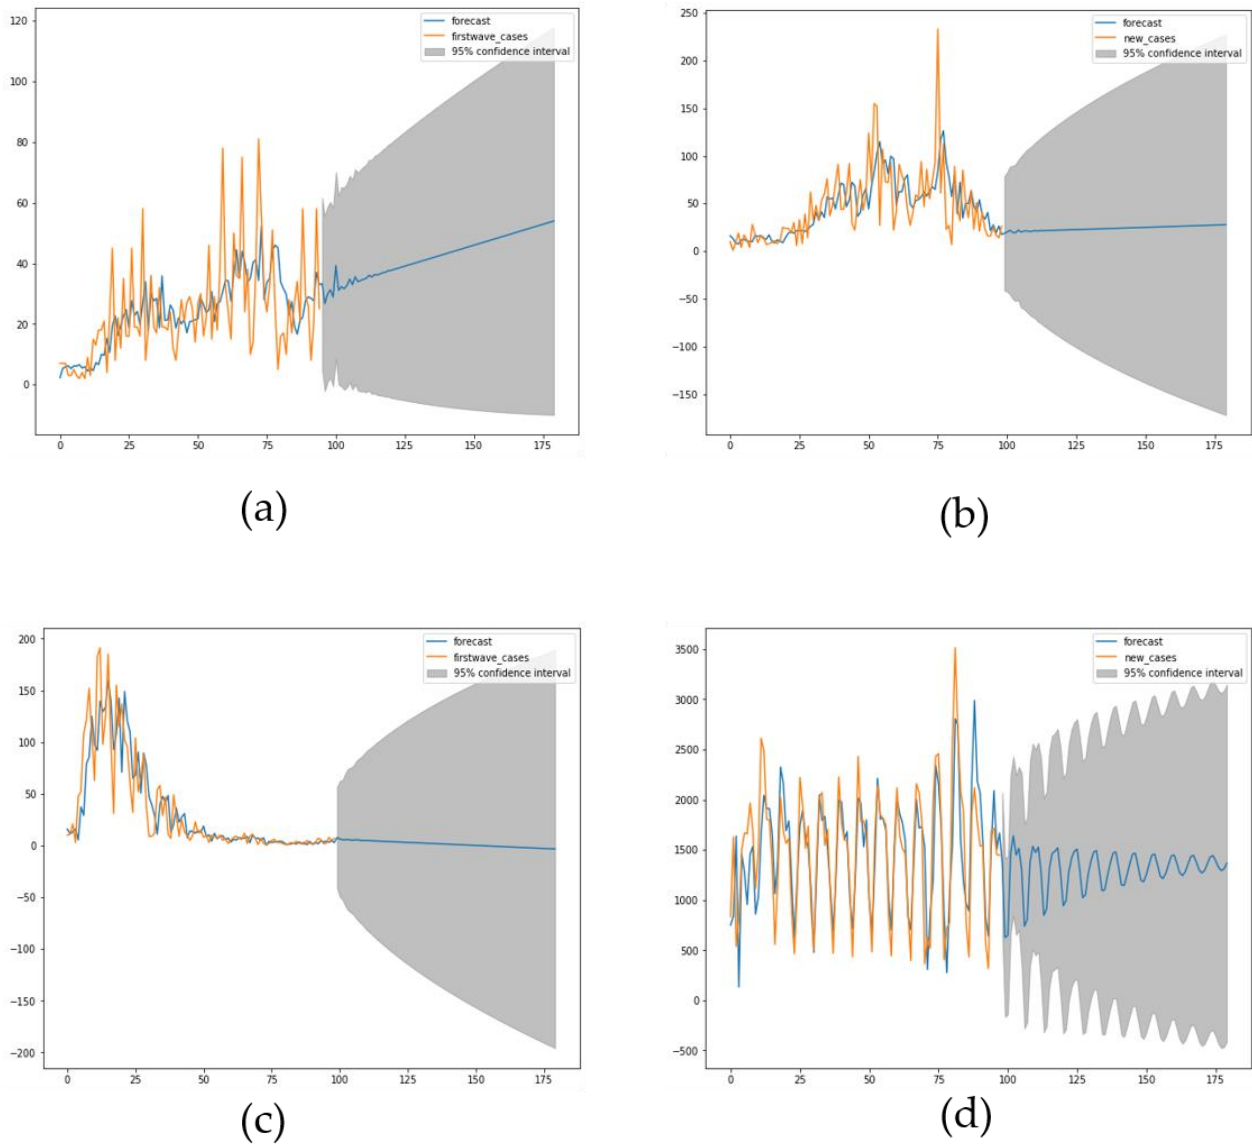 120
100
80
60
40
20
0
forecast
firstwave_cases
95% confidence interval
0 25 50 75 100 125 150 175
(a)
250
200
150
100
50
0
−50
−100
−150
forecast
new_cases
95% confidence interval
0 25 50 75 100 125 150 175
(b)
200
150
100
50
0
−50
−100
−150
−200
forecast
firstwave_cases
95% confidence interval
0 25 50 75 100 125 150 175
(c)
3500
3000
2500
2000
1500
1000
500
0
−500
forecast
new_cases
95% confidence interval
0 25 50 75 100 125 150 175
(d)